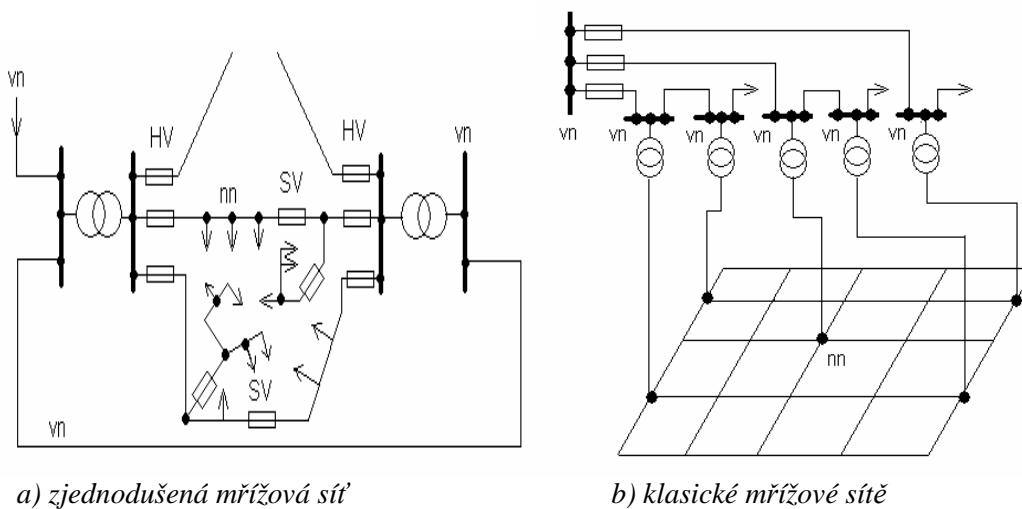 vn
HV
HV
vn
SV
nn
SV
vn
a) zjednodušená mřížová síť
vn
vn
vn
vn
vn
vn
nn
b) klasické mřížové sítě